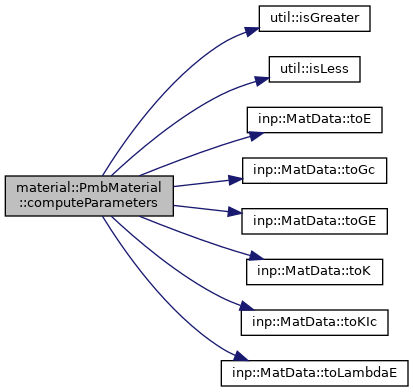 util::isGreater
util::isLess
inp::MatData::toE
inp::MatData::toGc
material::PmbMaterial
::computeParameters
inp::MatData::toGE
inp::MatData::toK
inp::MatData::toKIc
inp::MatData::toLambdaE